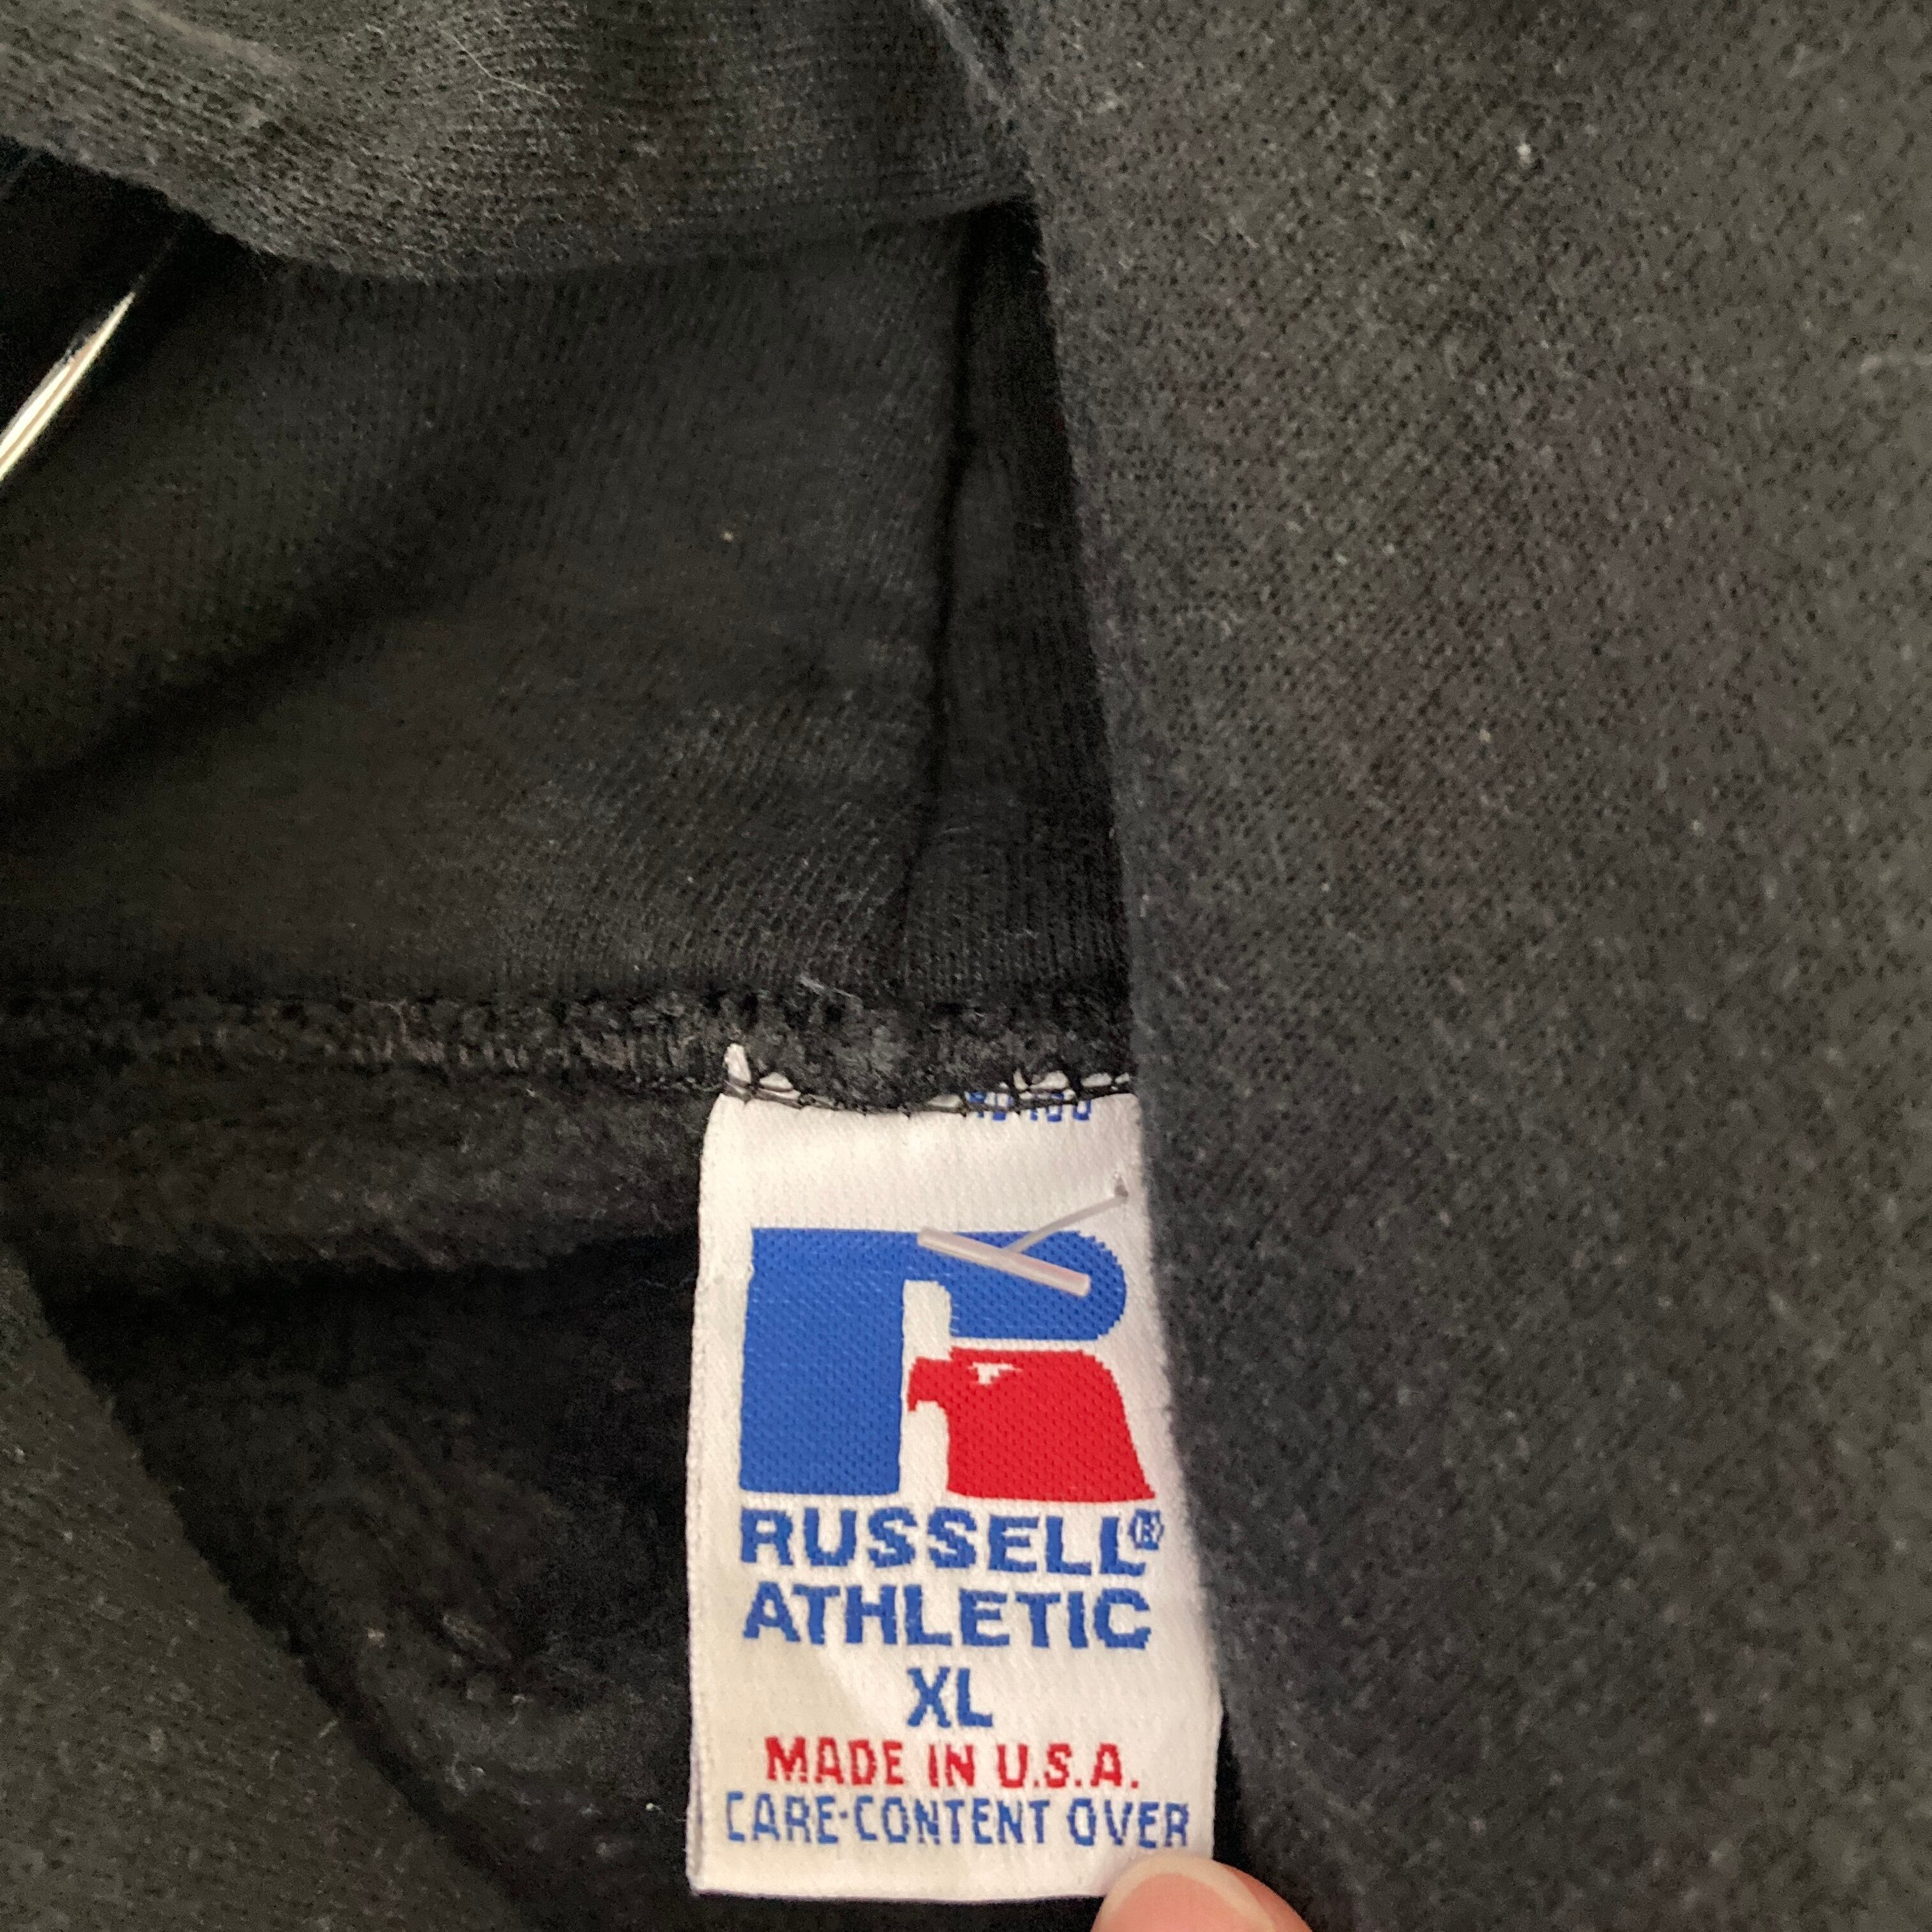 RUSSELL®
ATHLETIC
XL
MADE IN U.S.A.
CARE-CONTENT OVER